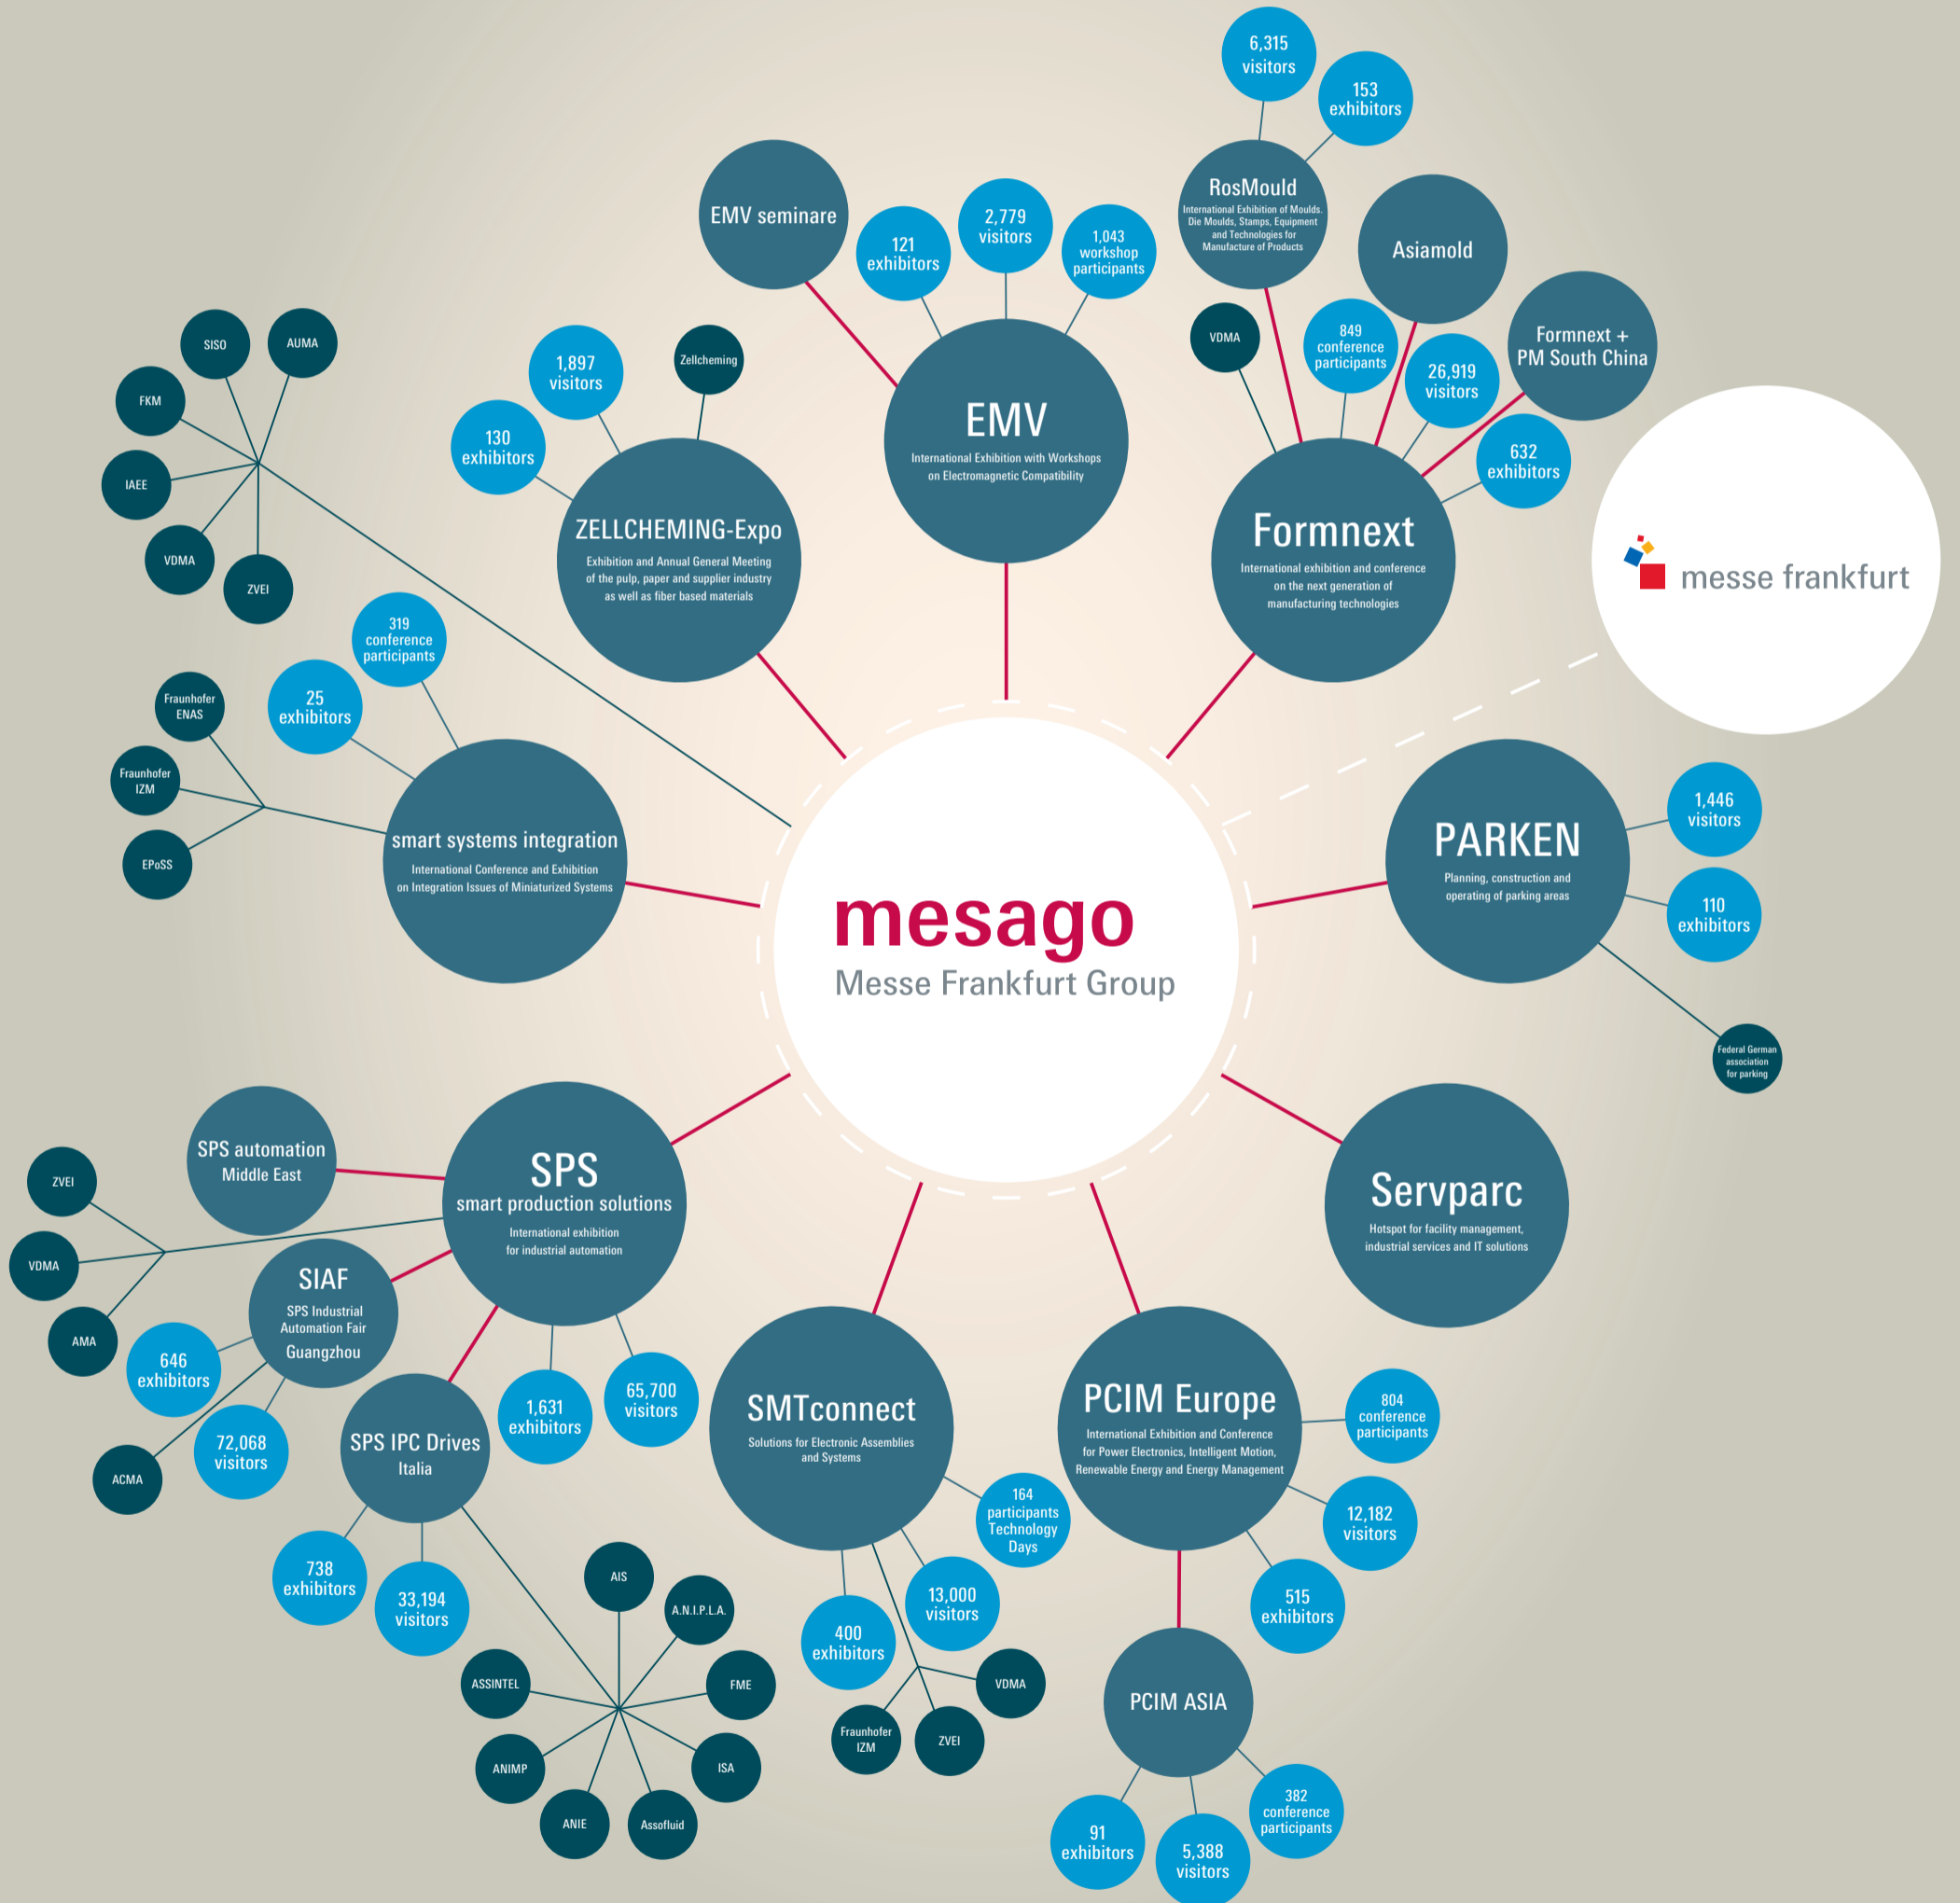 6,315
visitors
153
exhibitors
RosMould
International Exhibition of Moulds.
Die Moulds, Stamps, Equipment
and Technologies for
Manufacture of Products
Asiamold
Formnext +
PM South China
VDMA
849
conference
participants
26,919
visitors
632
exhibitors
Formnext
International exhibition and conference
on the next generation of
manufacturing technologies
EMV seminare
121
exhibitors
2,779
visitors
1,043
workshop
participants
EMV
International Exhibition with Workshops
on Electromagnetic Compatibility
1,897
visitors
130
exhibitors
Zellcheming
ZELLCHEMING-Expo
Exhibition and Annual General Meeting
of the pulp, paper and supplier industry
as well as fiber based materials
SISO
AUMA
FKM
IAEE
VDMA
ZVEI
319
conference
participants
25
exhibitors
Fraunhofer
ENAS
Fraunhofer
IZM
EPoSS
smart systems integration
International Conference and Exhibition
on Integration Issues of Miniaturized Systems
messe frankfurt
mesago
Messe Frankfurt Group
PARKEN
Planning, construction and
operating of parking areas
1,446
visitors
110
exhibitors
Federal German
association
for parking
Servparc
Hotspot for facility management,
industrial services and IT solutions
SPS automation
Middle East
SPS
smart production solutions
International exhibition
for industrial automation
ZVEI
VDMA
AMA
SIAF
SPS Industrial
Automation Fair
Guangzhou
646
exhibitors
72,068
visitors
ACMA
1,631
exhibitors
65,700
visitors
SPS IPC Drives
Italia
738
exhibitors
33,194
visitors
AIS
A.N.I.P.L.A.
FME
ISA
Assofluid
ANIE
ANIMP
ASSINTEL
SMTconnect
Solutions for Electronic Assemblies
and Systems
164
participants
Technology
Days
13,000
visitors
400
exhibitors
Fraunhofer
IZM
ZVEI
VDMA
PCIM Europe
International Exhibition and Conference
for Power Electronics, Intelligent Motion,
Renewable Energy and Energy Management
804
conference
participants
12,182
visitors
515
exhibitors
PCIM ASIA
91
exhibitors
5,388
visitors
382
conference
participants